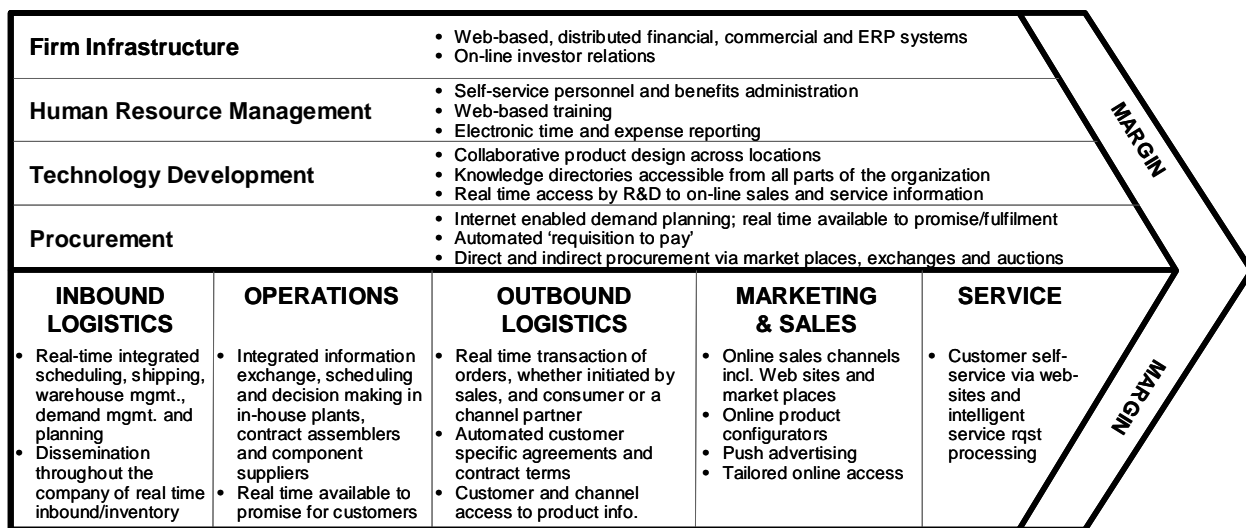 Firm Infrastructure
• Web-based, distributed financial, commercial and ERP systems
• On-line investor relations
Human Resource Management
• Self-service personnel and benefits administration
• Web-based training
• Electronic time and expense reporting
Technology Development
• Collaborative product design across locations
• Knowledge directories accessible from all parts of the organization
• Real time access by R&D to on-line sales and service information
Procurement
• Internet enabled demand planning; real time available to promise/fulfilment
• Automated ‘requisition to pay’
• Direct and indirect procurement via market places, exchanges and auctions
MARGIN
INBOUND
LOGISTICS
• Real-time integrated
scheduling, shipping,
warehouse mgmt.,
demand mgmt. and
planning
• Dissemination
throughout the
company of real time
inbound/inventory
OPERATIONS
• Integrated information
exchange, scheduling
and decision making in
in-house plants,
contract assemblers
and component
suppliers
• Real time available to
promise for customers
OUTBOUND
LOGISTICS
• Real time transaction of
orders, whether initiated by
sales, and consumer or a
channel partner
• Automated customer
specific agreements and
contract terms
• Customer and channel
access to product info.
MARKETING
& SALES
• Online sales channels
incl. Web sites and
market places
• Online product
configurators
• Push advertising
• Tailored online access
SERVICE
• Customer self-
service via web-
sites and
intelligent
service rqst
processing
MARGIN